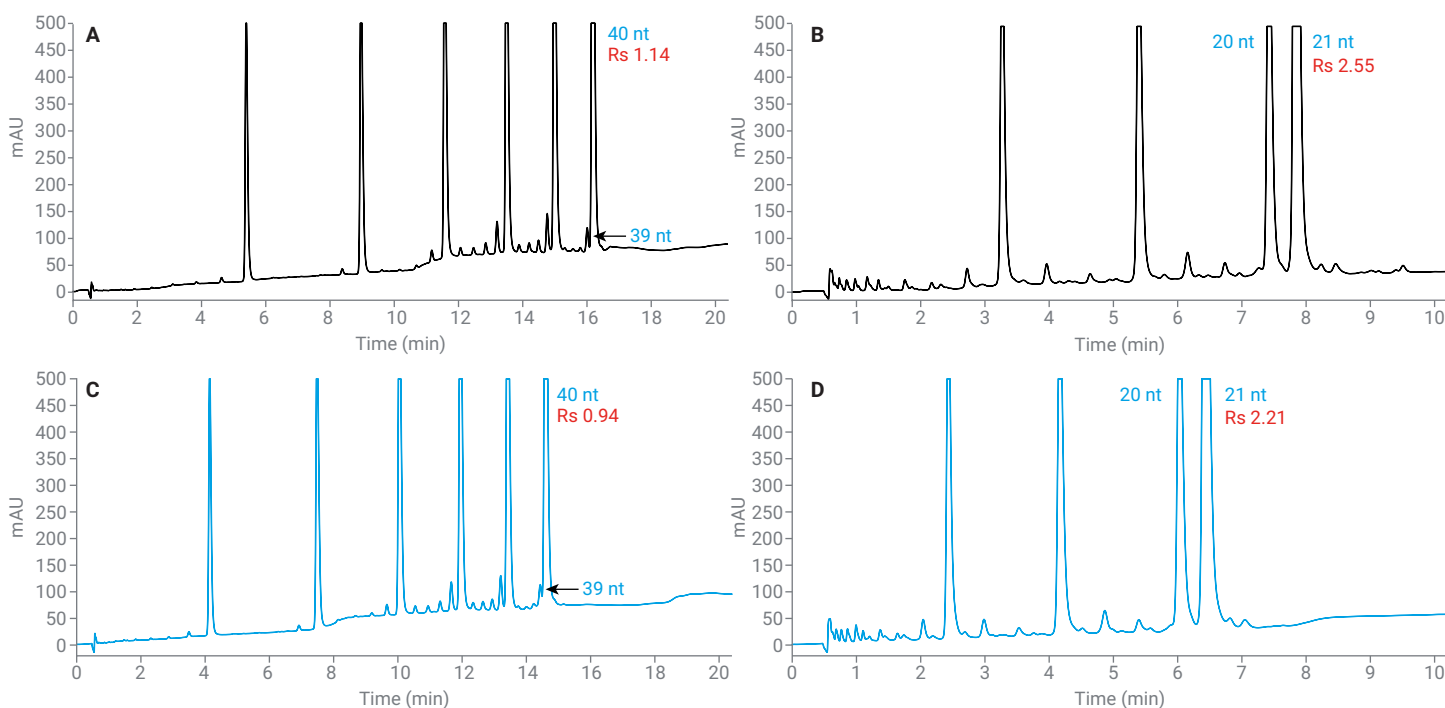 A
40 nt
Rs 1.14
39 nt
500
450
400
350
300
250
200
150
100
50
0
mAU
0 2 4 6 8 10 12 14 16 18 20
Time (min)
B
20 nt
21 nt
Rs 2.55
500
450
400
350
300
250
200
150
100
50
0
mAU
0 1 2 3 4 5 6 7 8 9 10
Time (min)
C
40 nt
Rs 0.94
39 nt
500
450
400
350
300
250
200
150
100
50
0
mAU
0 2 4 6 8 10 12 14 16 18 20
Time (min)
D
20 nt
21 nt
Rs 2.21
500
450
400
350
300
250
200
150
100
50
0
mAU
0 1 2 3 4 5 6 7 8 9 10
Time (min)